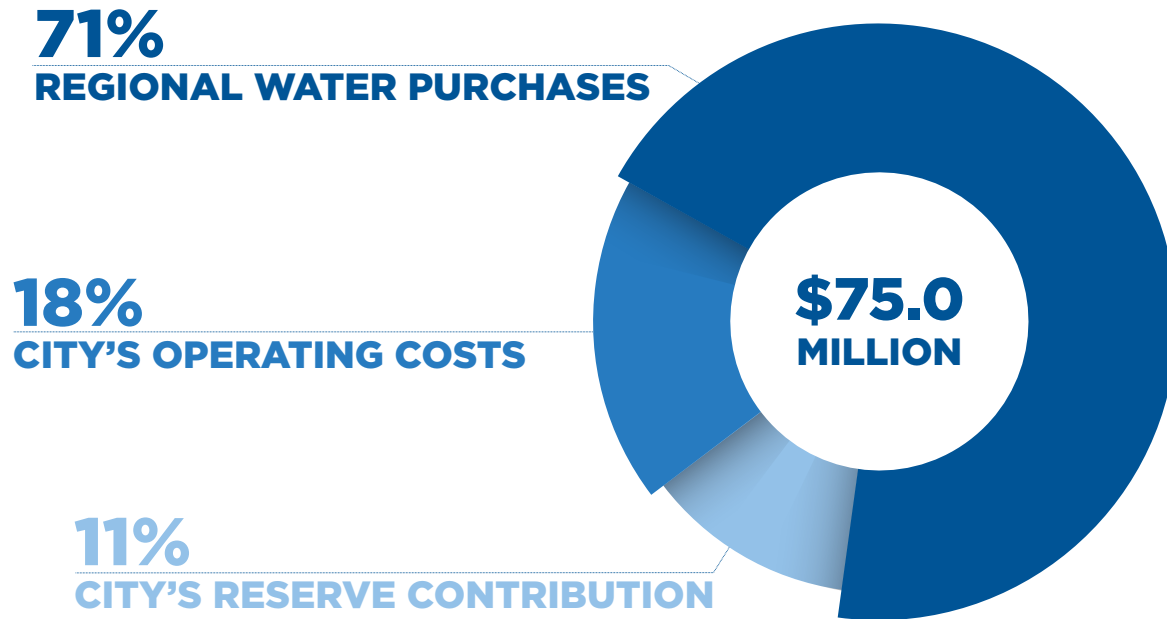 71%
REGIONAL WATER PURCHASES
18%
CITY’S OPERATING COSTS
11%
CITY’S RESERVE CONTRIBUTION
$75.0
MILLION